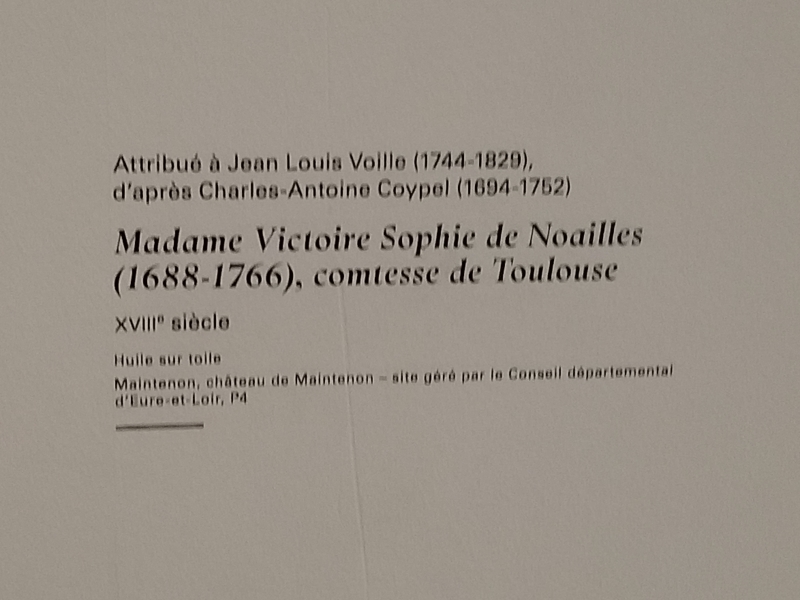 Attribué à Jean Louis Voille (1744-1829),
d'après Charles-Antoine Coypel (1694-1752)
Madame Victoire Sophie de Noailles
(1688-1766), comtesse de Toulouse
XVIIIe siècle
Huile sur toile
Maintenon, château de Maintenon – site géré par le Conseil départemental
d'Eure-et-Loir, P4